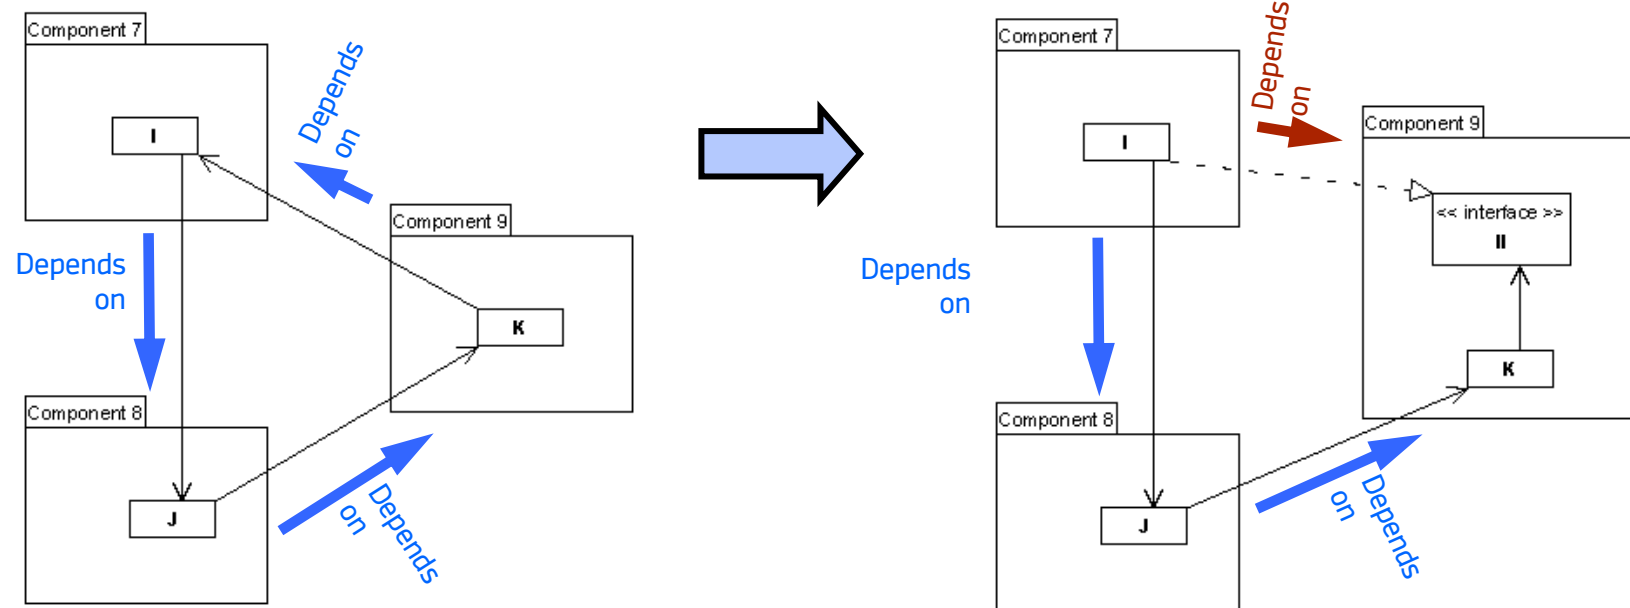 Component 7
I
Depends
on
Depends
on
Component 9
K
Component 8
J
Depends
on
Component 7
I
Depends
on
Component 9
<< interface >>
II
K
Depends
on
Component 8
J
Depends
on